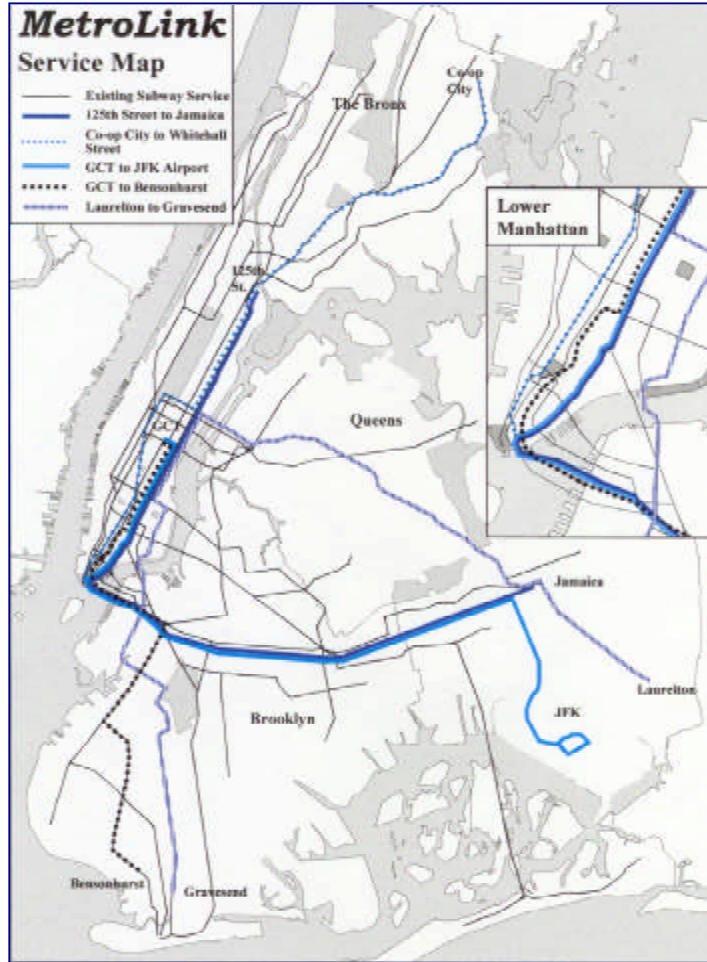 MetroLink
Service Map
Existing Subway Service
125th Street to Jamaica
Co-op City to Whitehall
Street
GCT to JFK Airport
GCT to Bensonhurst
Laurelton to Gravesend
Co-op
City
The Bronx
Lower
Manhattan
125th
St.
GCT
Queens
Jamaica
Laurelton
JFK
Brooklyn
Bensonhurst
Gravesend